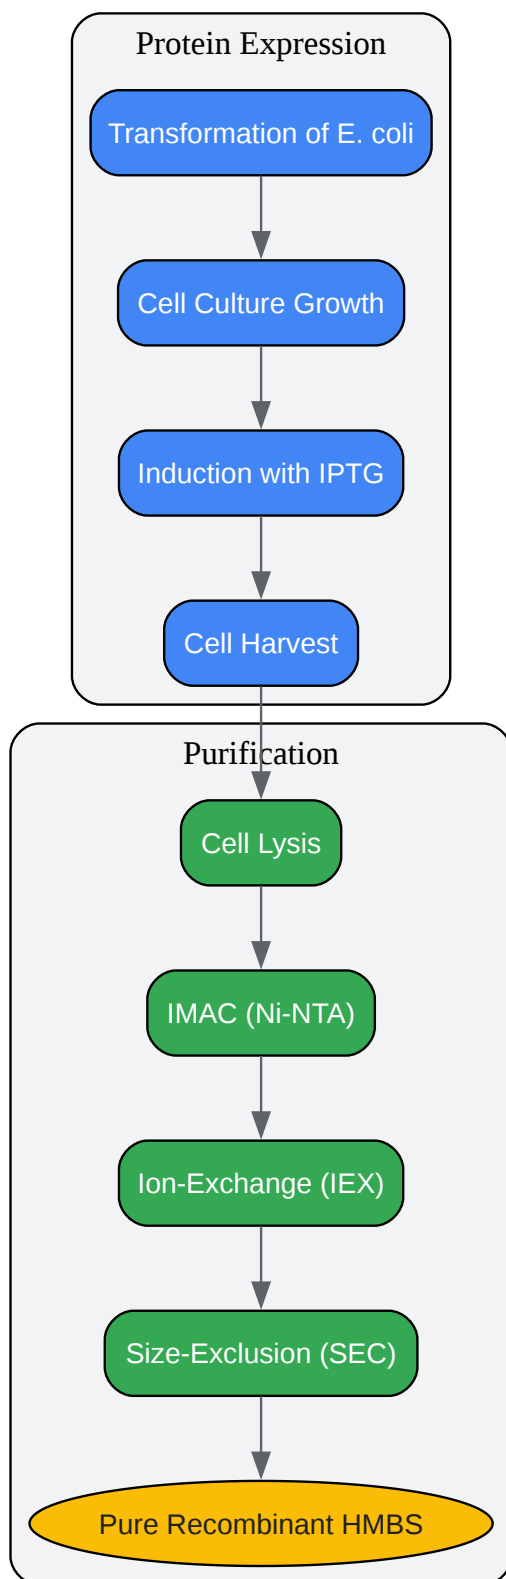 Protein Expression
Transformation of E. coli
Cell Culture Growth
Induction with IPTG
Cell Harvest
Purification
Cell Lysis
IMAC (Ni-NTA)
Ion-Exchange (IEX)
Size-Exclusion (SEC)
Pure Recombinant HMBS